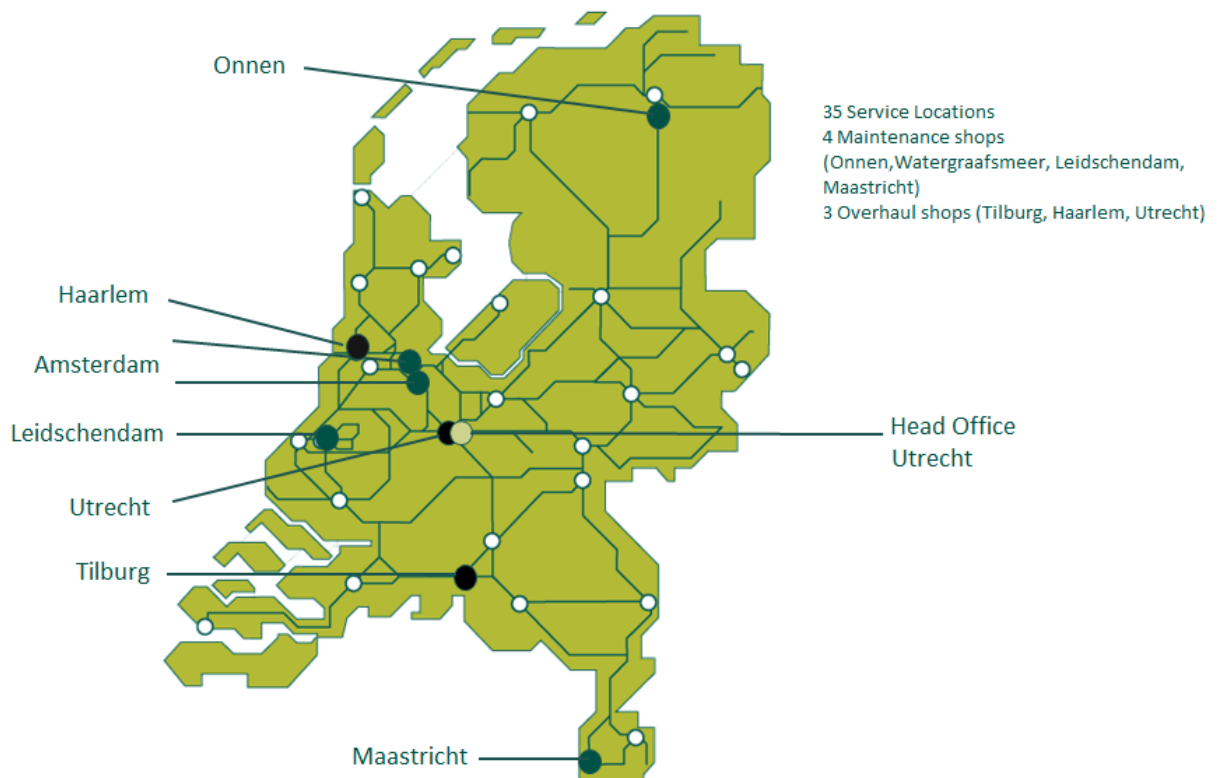 Onnen
35 Service Locations
4 Maintenance shops
(Onnen,Watergraafsmeer, Leidschendam,
Maastricht)
3 Overhaul shops (Tilburg, Haarlem, Utrecht)
Haarlem
Amsterdam
Leidschendam
Head Office
Utrecht
Utrecht
Tilburg
Maastricht